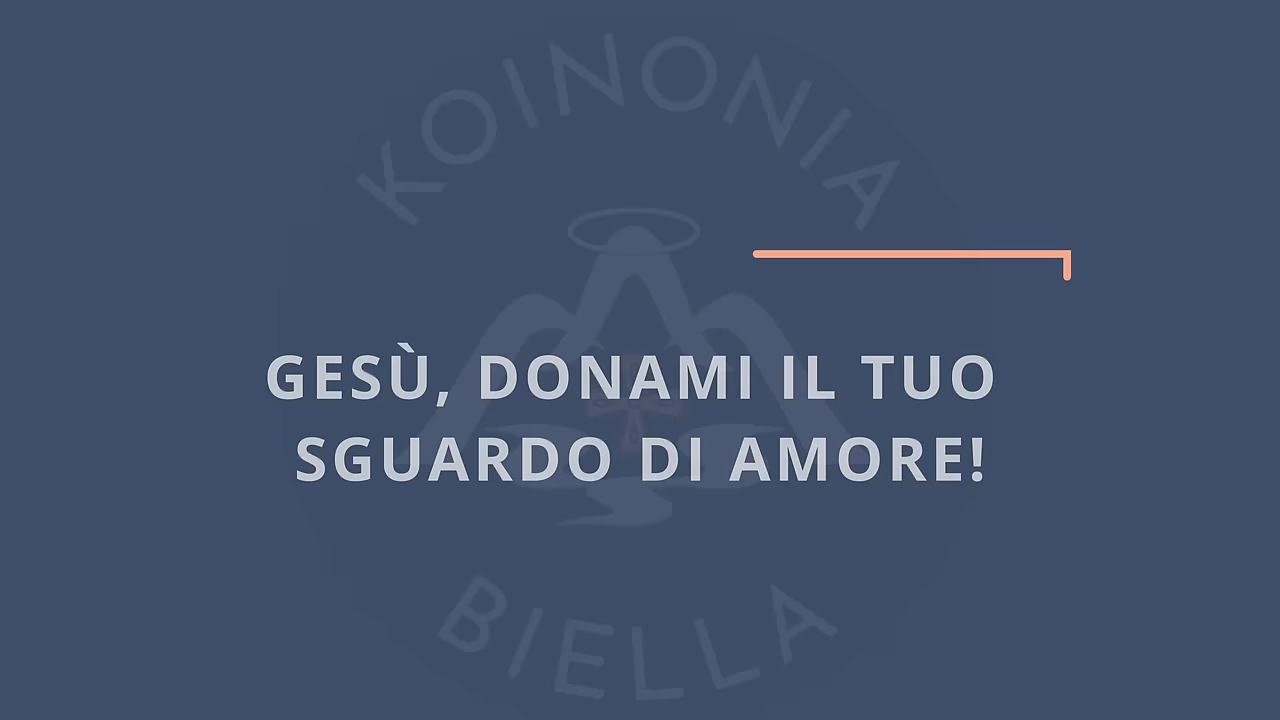 KOINONIA
GESÙ, DONAMI IL TUO
SGUARDO DI AMORE!
BIELLA